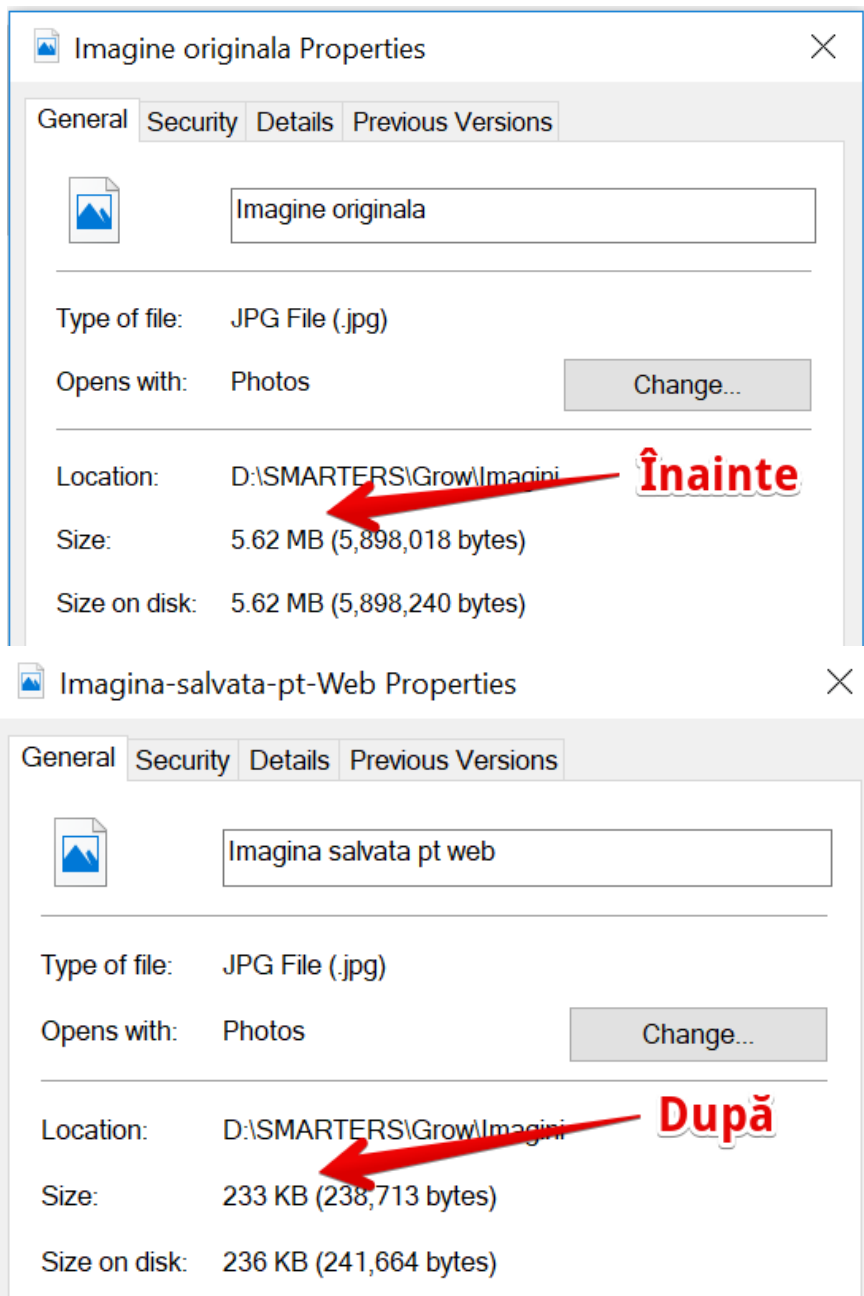 Imagine originala Properties
General Security Details Previous Versions
Imagine originala
Type of file: JPG File (.jpg)
Opens with: Photos Change...
Location: D:\SMARTERS\Grow\Imagini Înainte
Size: 5.62 MB (5,898,018 bytes)
Size on disk: 5.62 MB (5,898,240 bytes)
Imagina-salvata-pt-Web Properties
General Security Details Previous Versions
Imagina salvata pt web
Type of file: JPG File (.jpg)
Opens with: Photos Change...
Location: D:\SMARTERS\Grow\Imagini După
Size: 233 KB (238,713 bytes)
Size on disk: 236 KB (241,664 bytes)